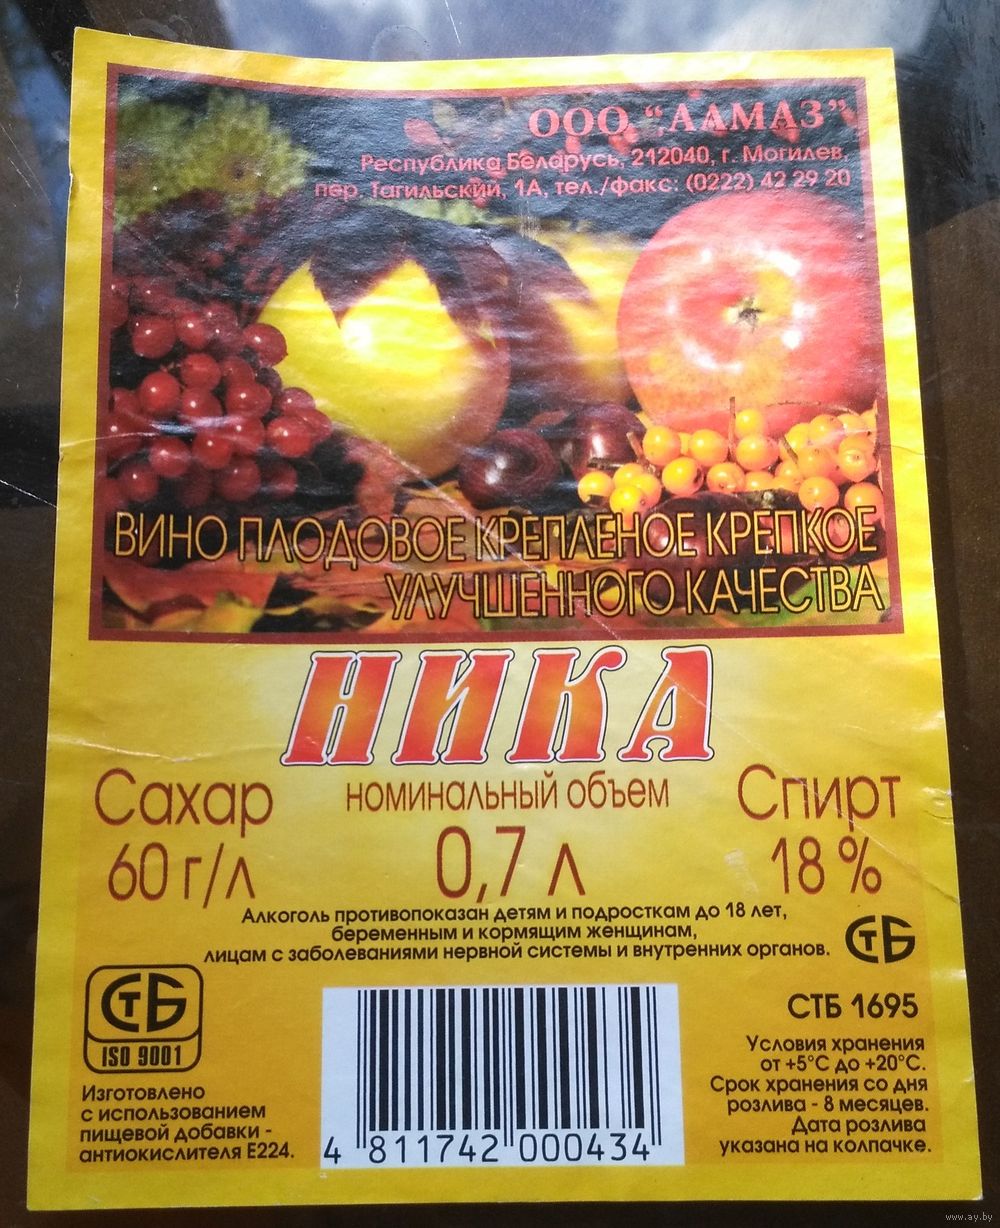 ООО "ААМАЗ"
Республика Беларусь, 212040, г. Могилев,
пер. Тагильский, 1А, тел./факс: (0222) 42 29 20
ВИНО ПЛОДОВОЕ КРЕПЛЕНОЕ КРЕПКОЕ
УЛУЧШЕННОГО КАЧЕСТВА
НИКА
Сахар
60 г/л
номинальный объем
0,7 л
Спирт
18 %
Алкоголь противопоказан детям и подросткам до 18 лет,
беременным и кормящим женщинам,
лицам с заболеваниями нервной системы и внутренних органов.
СТБ
СТБ
ISO 9001
Изготовлено
с использованием
пищевой добавки -
антиокислителя Е224.
4 811742 000434
СТБ 1695
Условия хранения
от +5°С до +20°С.
Срок хранения со дня
розлива - 8 месяцев.
Дата розлива
указана на колпачке.
www.ay.by